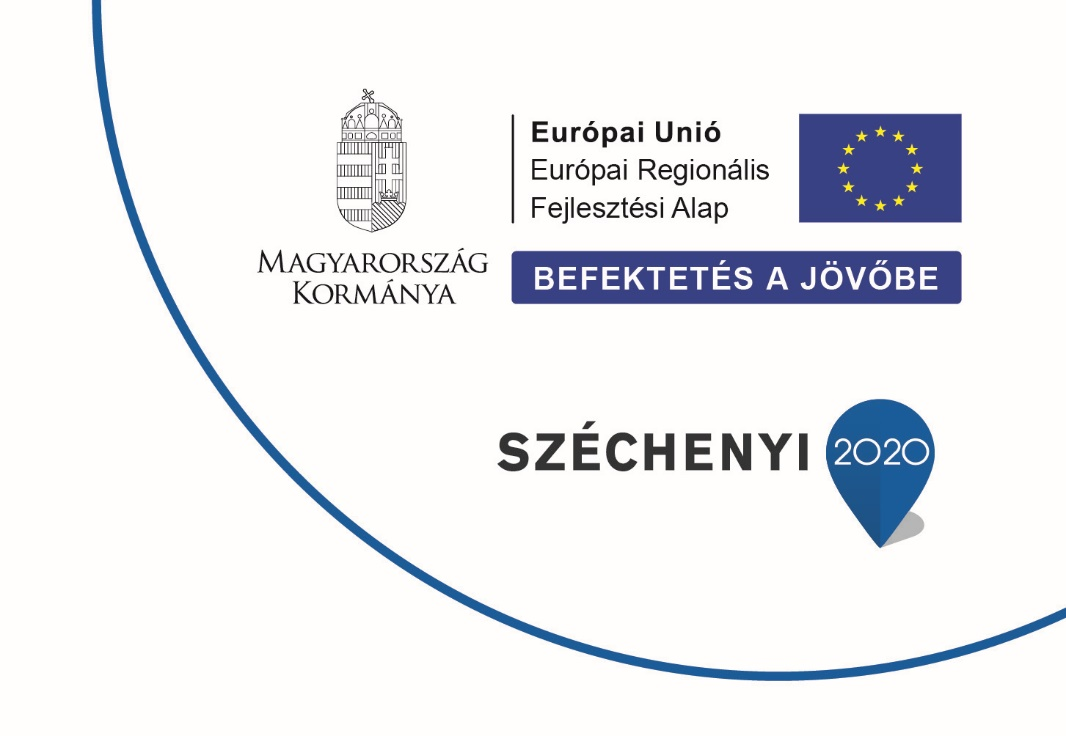 MAGYARORSZÁG
KORMÁNYA
Európai Unió
Európai Regionális
Fejlesztési Alap
BEFEKTETÉS A JÖVŐBE
SZÉCHENYI 2020